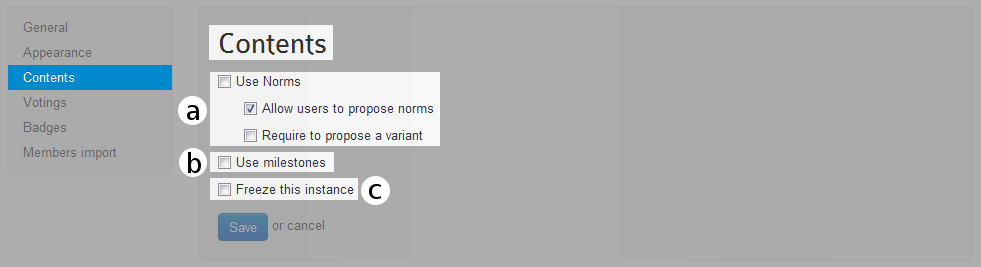 General
Appearance
Contents
Votings
Badges
Members import
Contents
Use Norms
a
Allow users to propose norms
Require to propose a variant
b
Use milestones
Freeze this instance
c
Save or cancel